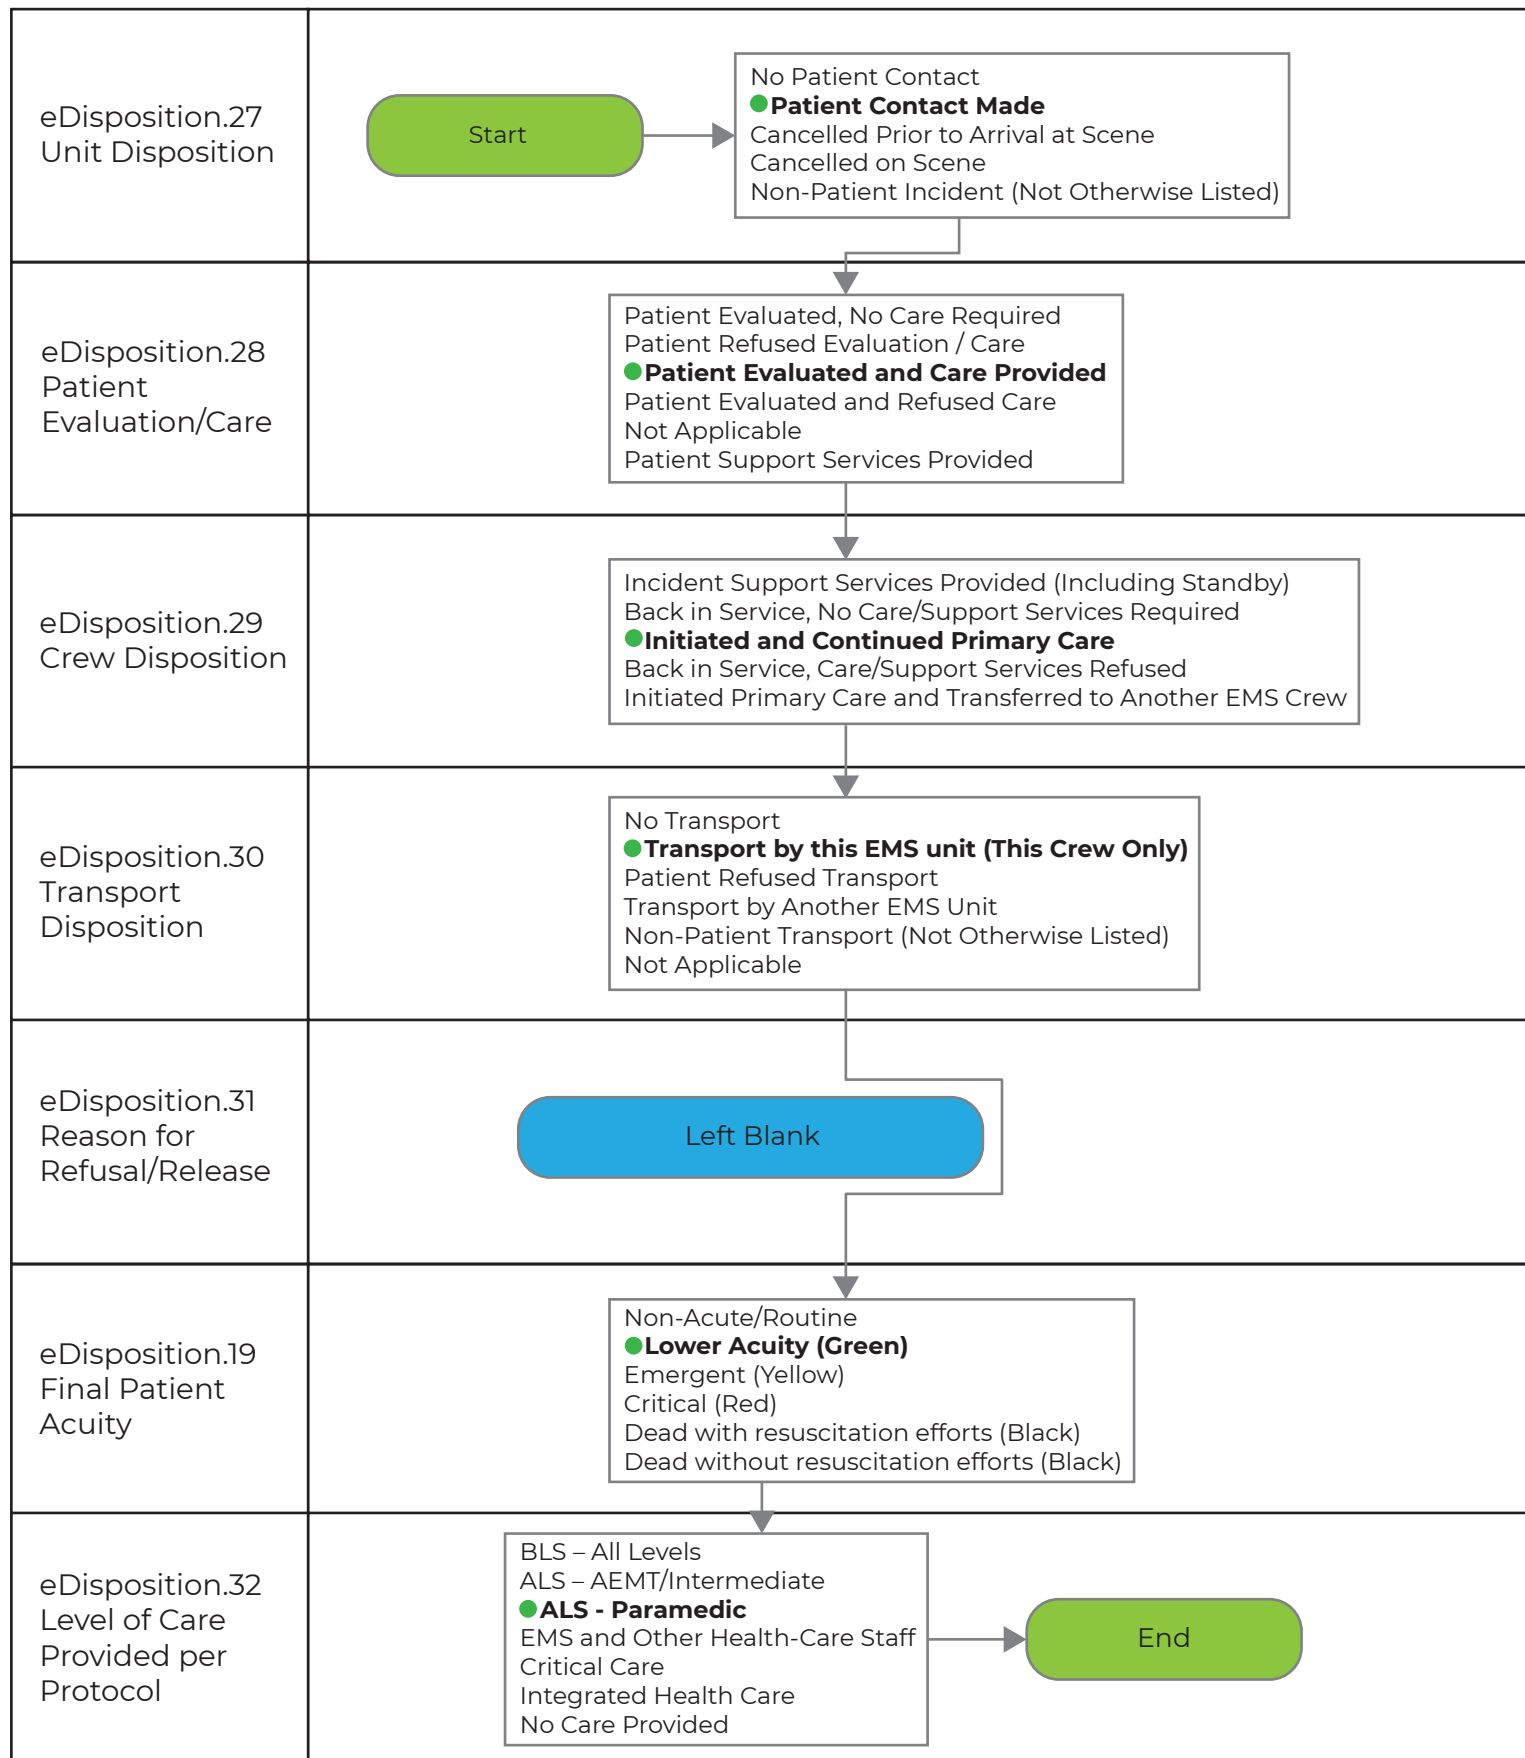 eDisposition.27
Unit Disposition
Start
No Patient Contact
Patient Contact Made
Cancelled Prior to Arrival at Scene
Cancelled on Scene
Non-Patient Incident (Not Otherwise Listed)
eDisposition.28
Patient
Evaluation/Care
Patient Evaluated, No Care Required
Patient Refused Evaluation / Care
Patient Evaluated and Care Provided
Patient Evaluated and Refused Care
Not Applicable
Patient Support Services Provided
eDisposition.29
Crew Disposition
Incident Support Services Provided (Including Standby)
Back in Service, No Care/Support Services Required
Initiated and Continued Primary Care
Back in Service, Care/Support Services Refused
Initiated Primary Care and Transferred to Another EMS Crew
eDisposition.30
Transport
Disposition
No Transport
Transport by this EMS unit (This Crew Only)
Patient Refused Transport
Transport by Another EMS Unit
Non-Patient Transport (Not Otherwise Listed)
Not Applicable
eDisposition.31
Reason for
Refusal/Release
Left Blank
eDisposition.19
Final Patient
Acuity
Non-Acute/Routine
Lower Acuity (Green)
Emergent (Yellow)
Critical (Red)
Dead with resuscitation efforts (Black)
Dead without resuscitation efforts (Black)
eDisposition.32
Level of Care
Provided per
Protocol
BLS – All Levels
ALS – AEMT/Intermediate
ALS - Paramedic
EMS and Other Health-Care Staff
Critical Care
Integrated Health Care
No Care Provided
End